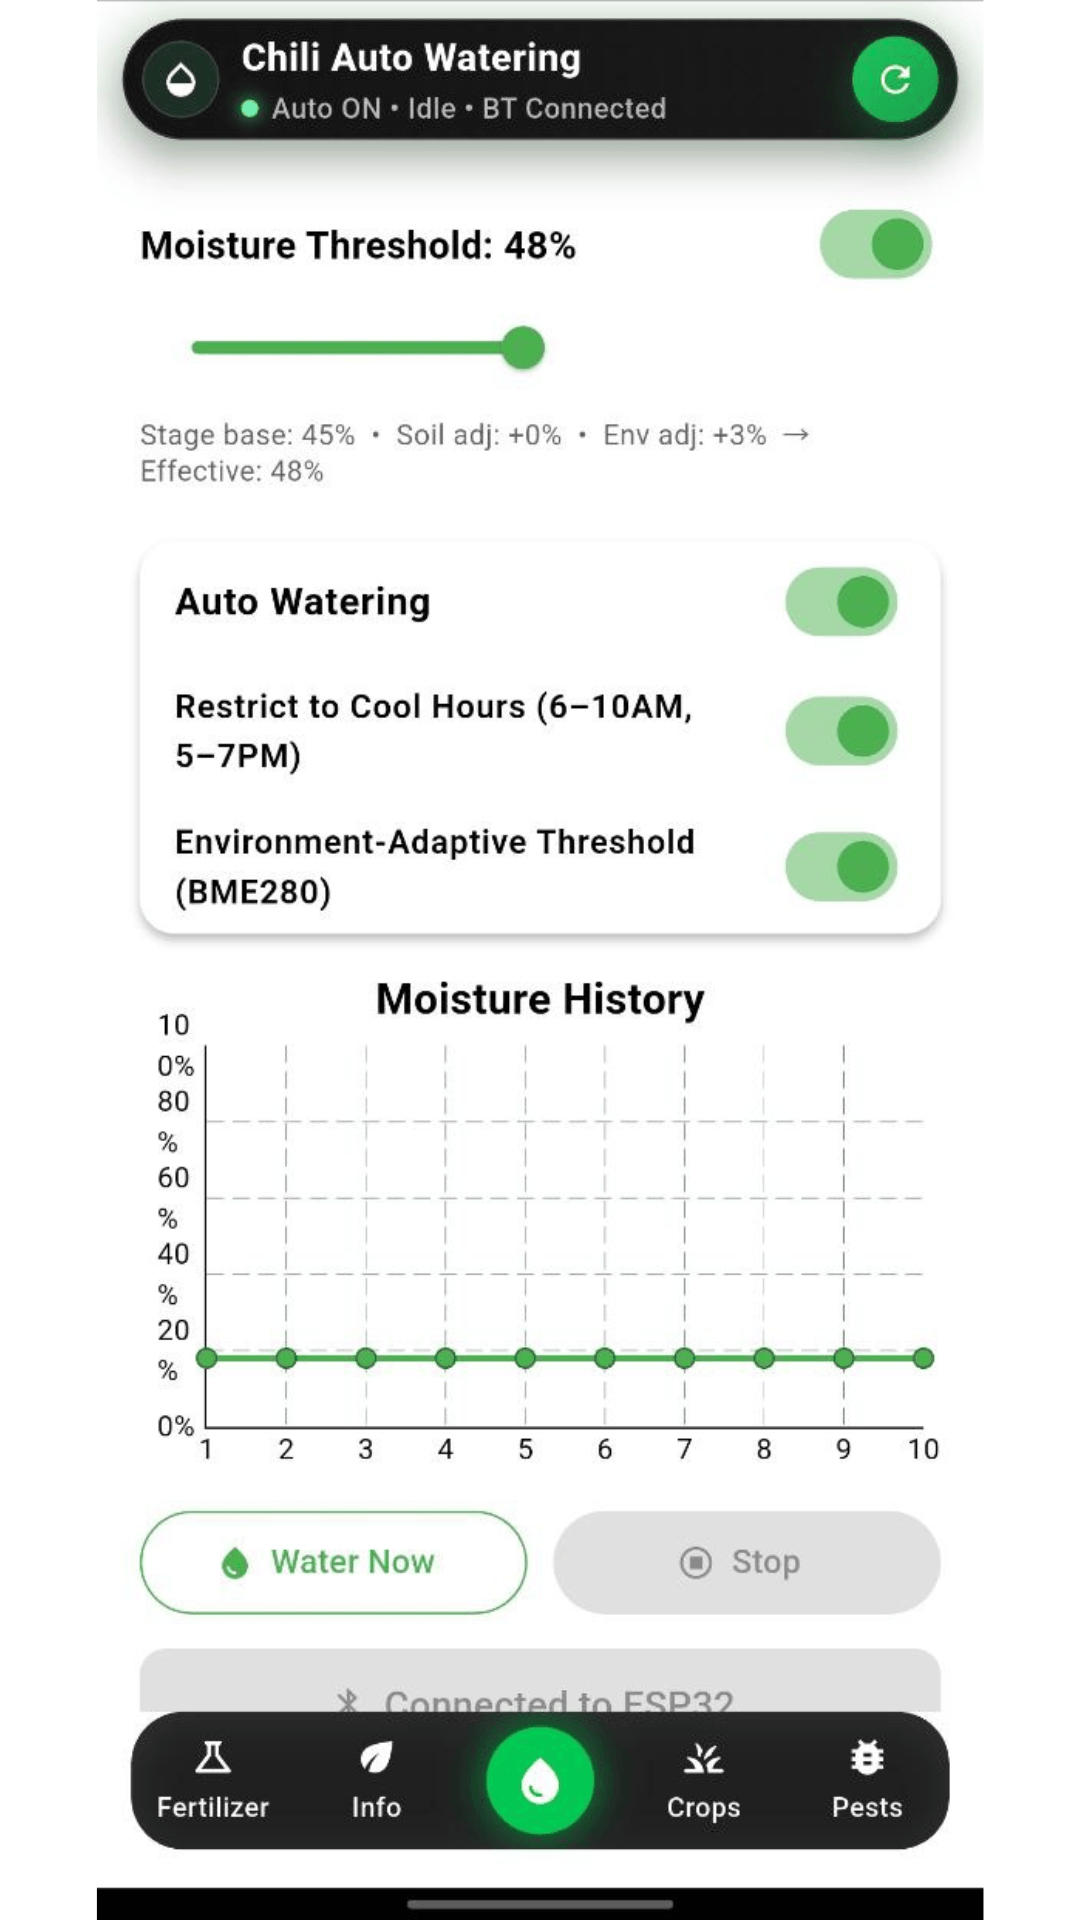 Chili Auto Watering
Auto ON • Idle • BT Connected
Moisture Threshold: 48%
Stage base: 45% • Soil adj: +0% • Env adj: +3% →
Effective: 48%
Auto Watering
Restrict to Cool Hours (6–10AM,
5–7PM)
Environment-Adaptive Threshold
(BME280)
Moisture History
10
0%
80
%
60
%
40
%
20
%
0%
1 2 3 4 5 6 7 8 9 10
Water Now
Stop
Connected to ESP32
Fertilizer
Info
Crops
Pests